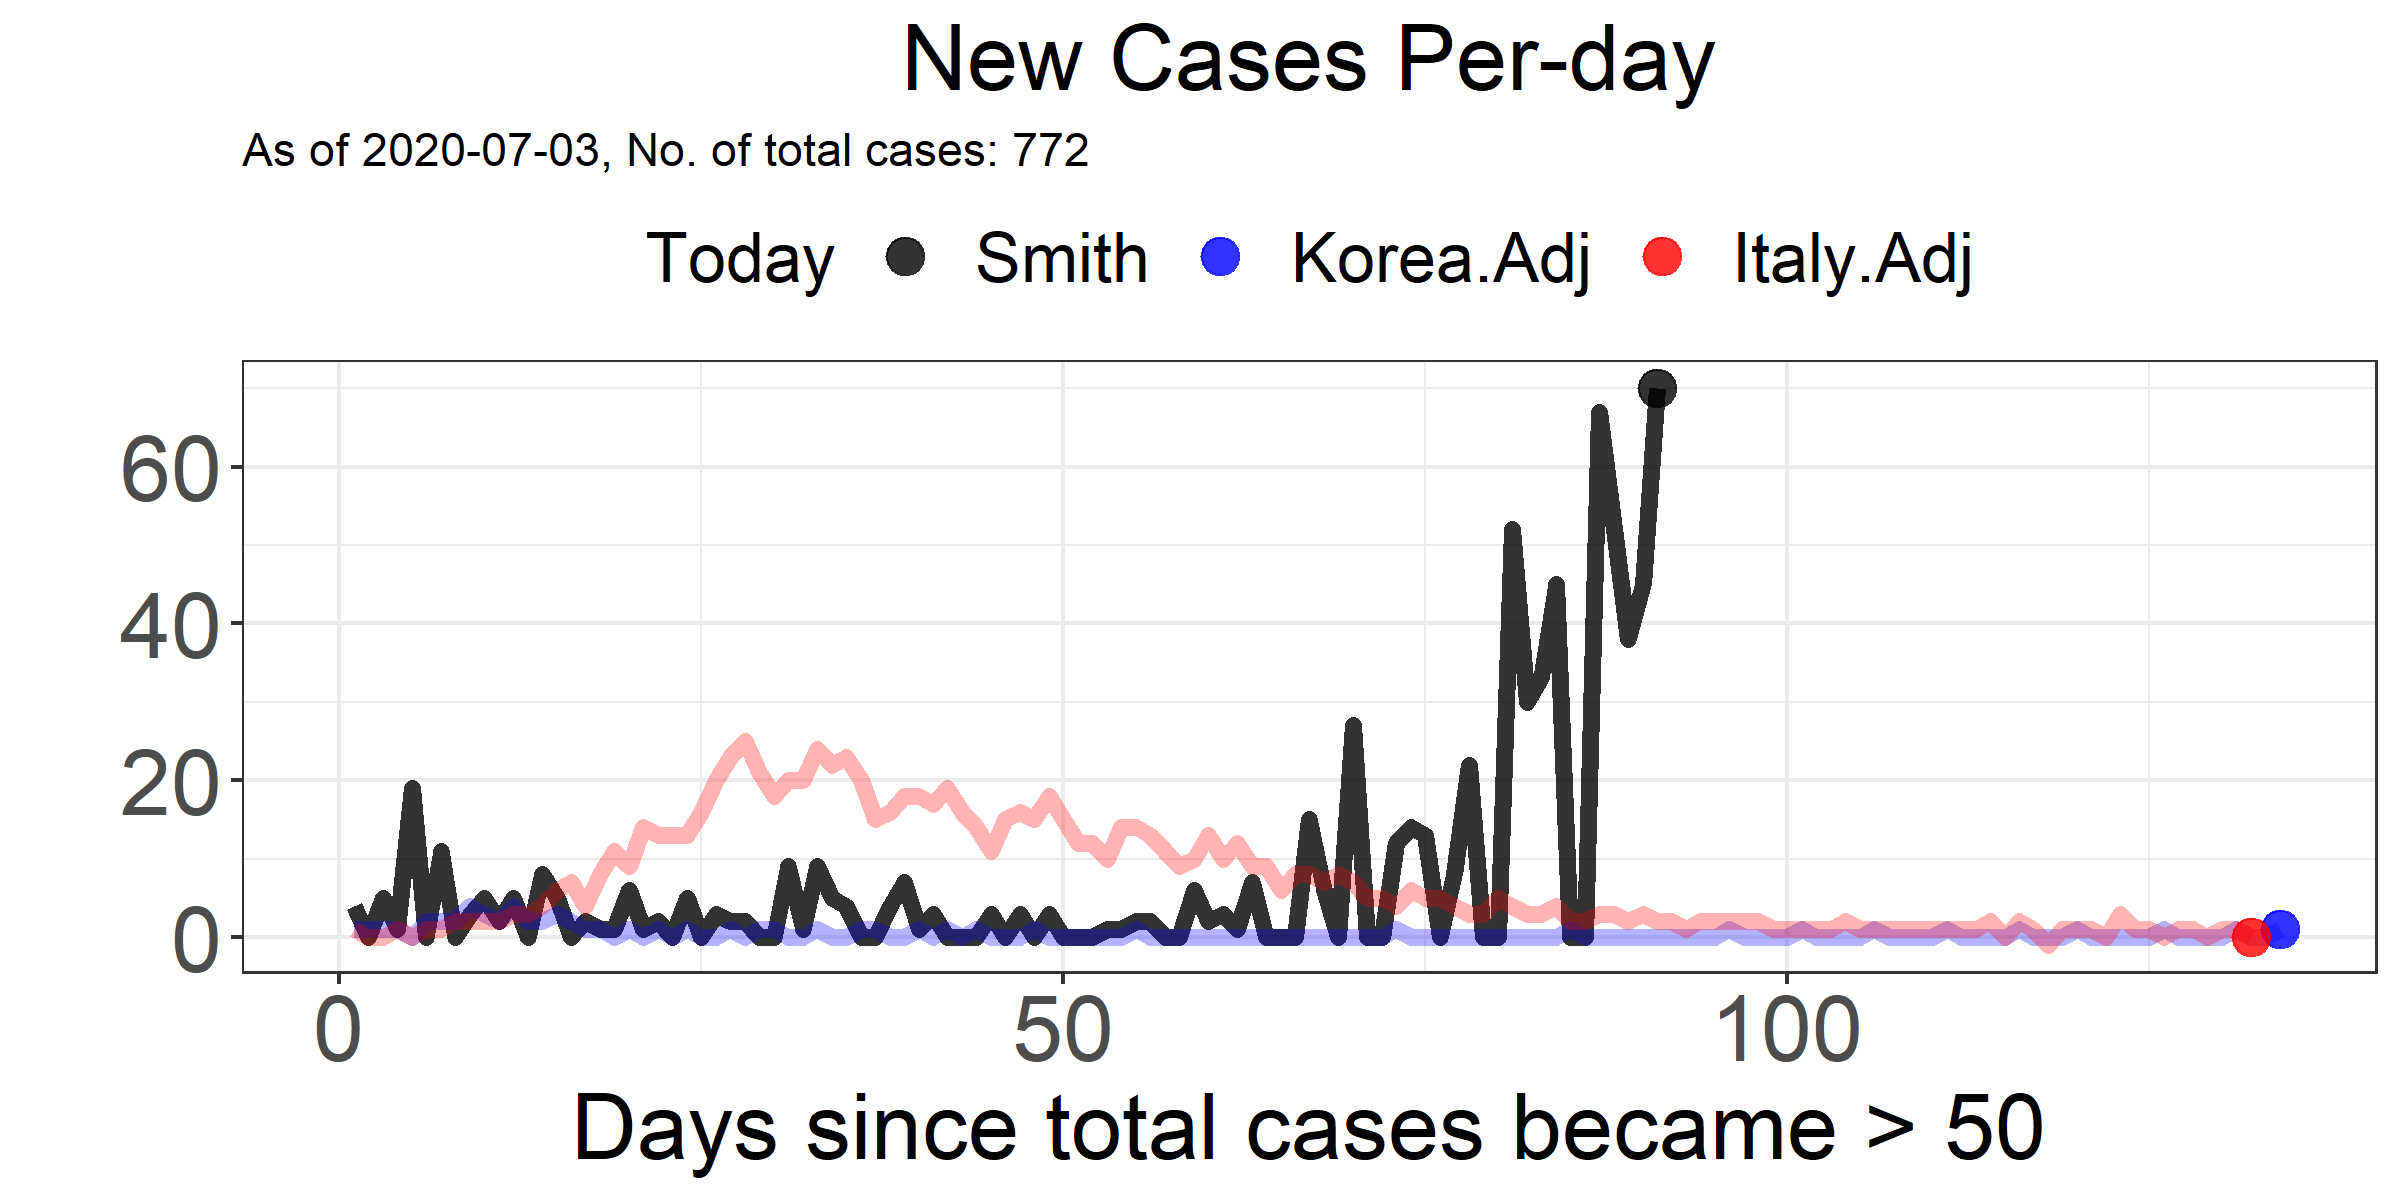 New Cases Per-day
As of 2020-07-03, No. of total cases: 772
Today Smith Korea.Adj Italy.Adj
60
40
20
0
0 50 100
Days since total cases became > 50